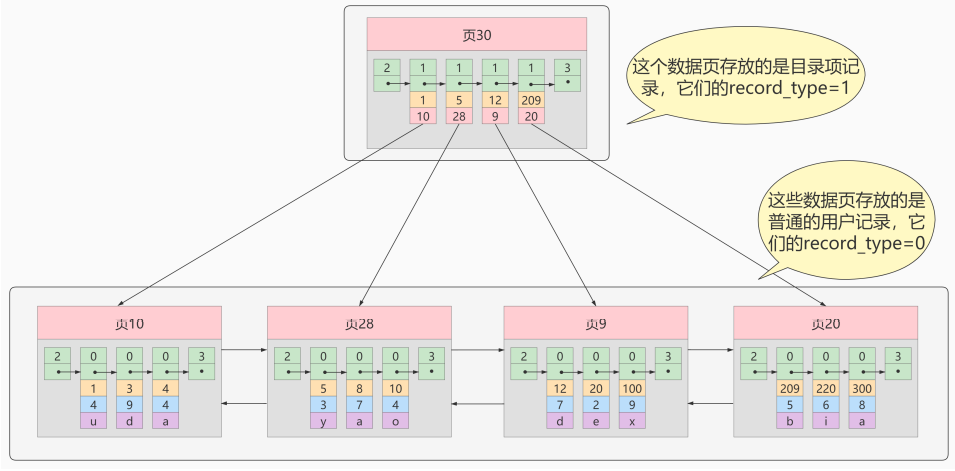 页30
2 1 1 1 1 3
1 5 12 209
10 28 9 20
这个数据页存放的是目录项记
录，它们的record_type=1
这些数据页存放的是
普通的用户记录，它
们的record_type=0
页10
2 0 0 0 3
1 3 4
4 9 4
u d a
页28
2 0 0 0 3
5 8 10
3 7 4
y a o
页9
2 0 0 0 3
12 20 100
7 2 9
d e x
页20
2 0 0 0 3
209 220 300
5 6 8
b i a